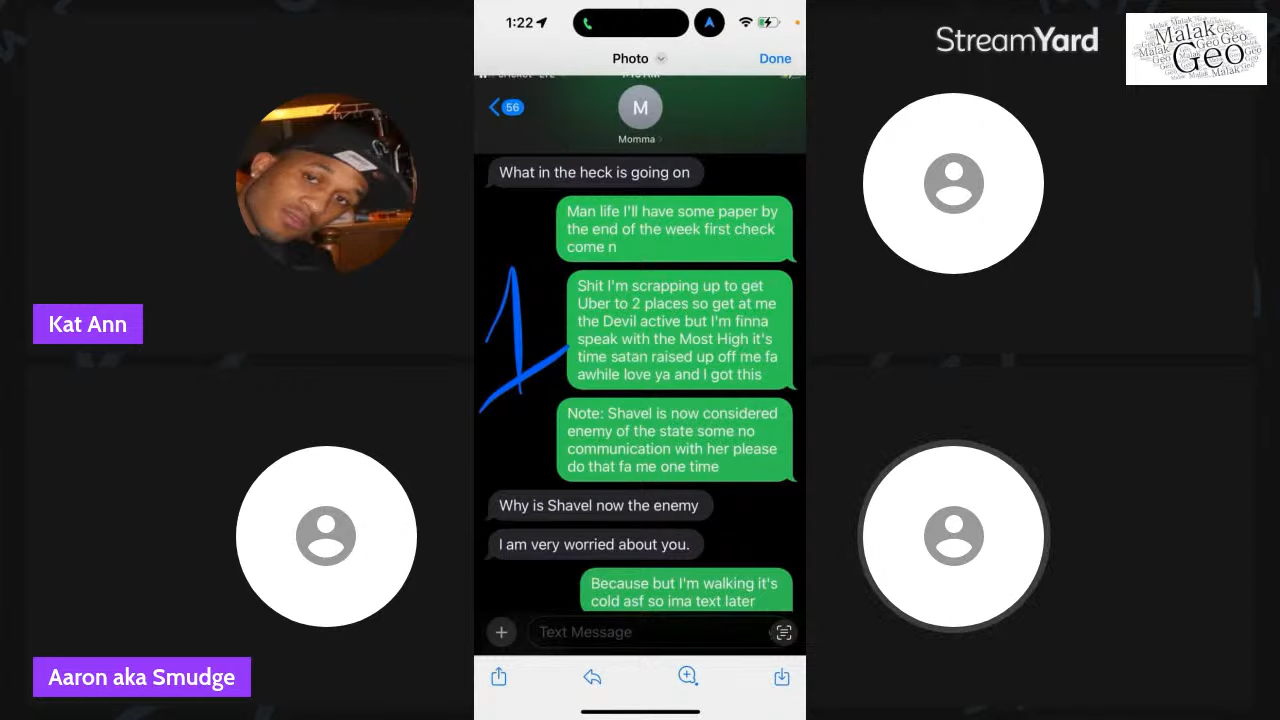 1:22
StreamYard
Malak
Geo
Photo
Done
56
M
Momma
What in the heck is going on
Man life I'll have some paper by
the end of the week first check
come n
Shit I'm scrapping up to get
Uber to 2 places so get at me
the Devil active but I'm finna
speak with the Most High it's
time satan raised up off me fa
awhile love ya and I got this
1
Note: Shavel is now considered
enemy of the state some no
communication with her please
do that fa me one time
Why is Shavel now the enemy
I am very worried about you.
Because but I'm walking it's
cold asf so ima text later
Text Message
Kat Ann
Aaron aka Smudge